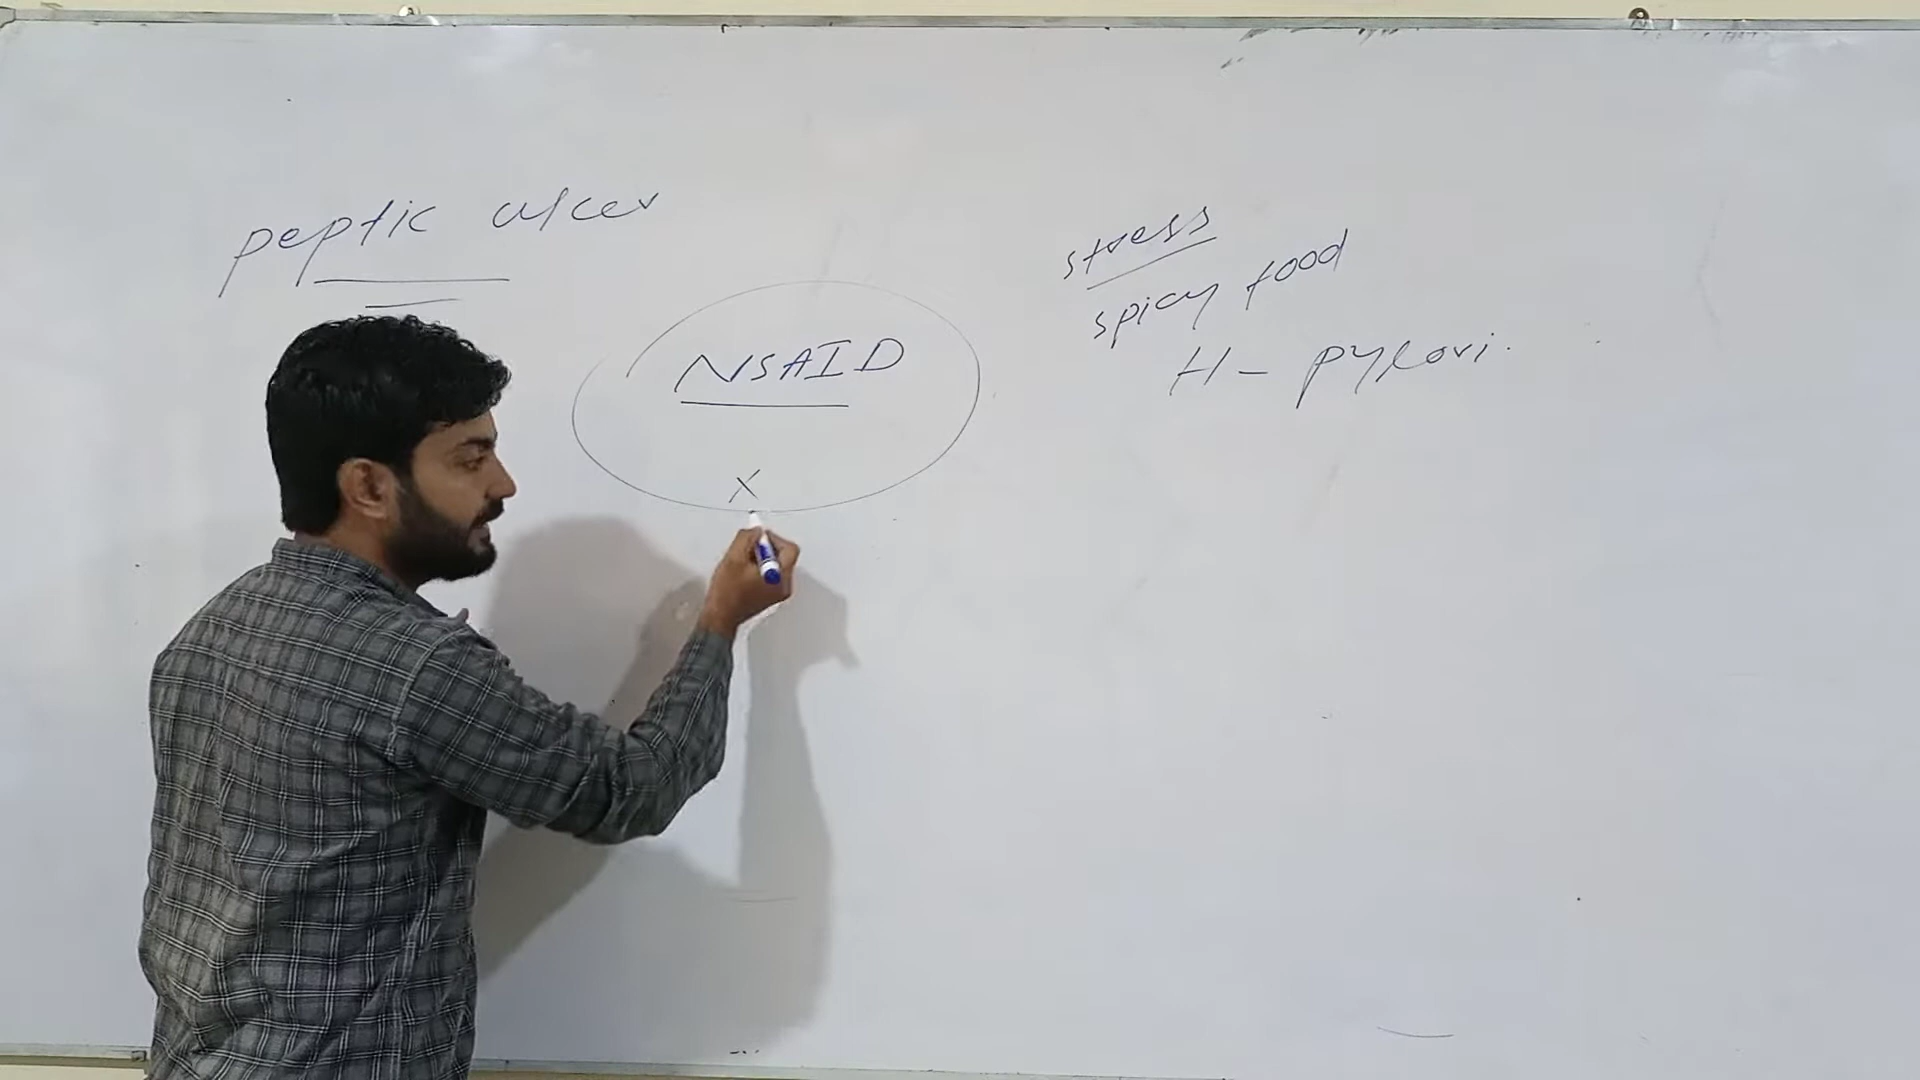 peptic ulcer
NSAID
X
stress
spicy food
H- pylori.